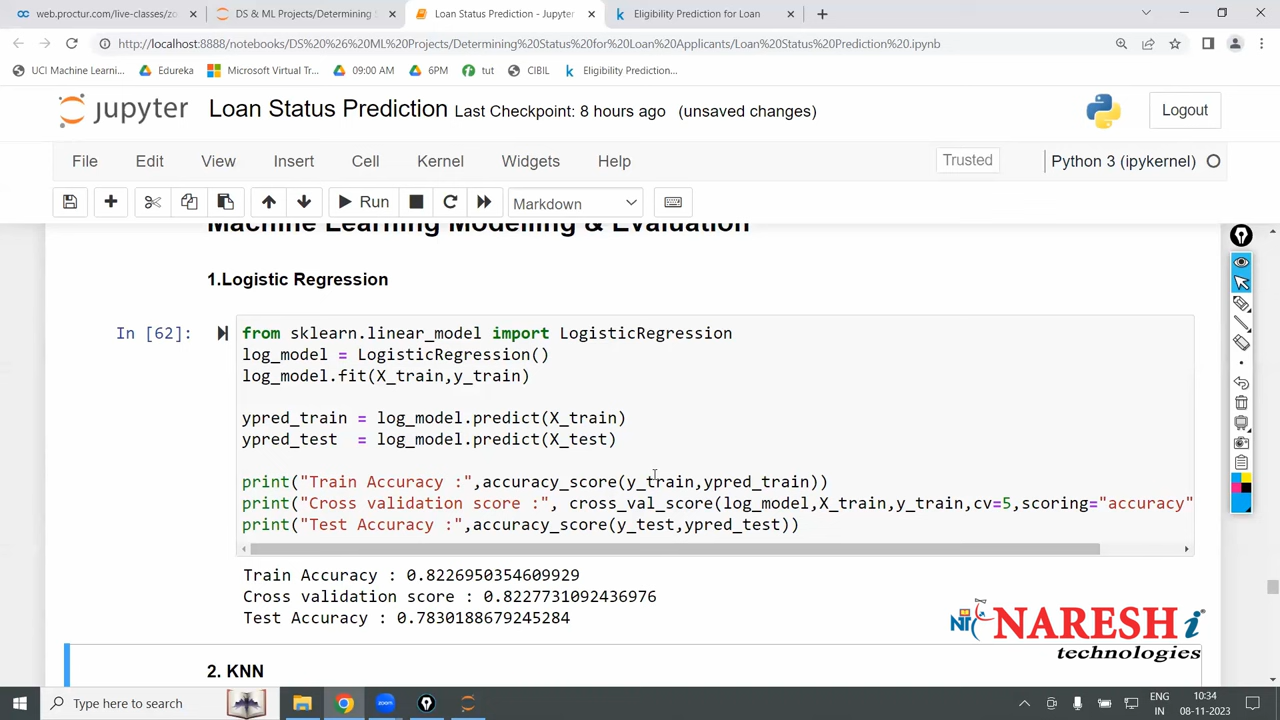 web.proctur.com/live-classes/zo
DS & ML Projects/Determining
Loan Status Prediction - Jupyter
Eligibility Prediction for Loan
http://localhost:8888/notebooks/DS%20%26%20ML%20Projects/Determining%20Status%20for%20Loan%20Applicants/Loan%20Status%20Prediction%20.ipynb
UCI Machine Learni...
Edureka
Microsoft Virtual Tr...
09:00 AM
6PM
tut
CIBIL
Eligibility Prediction...
jupyter
Loan Status Prediction Last Checkpoint: 8 hours ago (unsaved changes)
Logout
File Edit View Insert Cell Kernel Widgets Help
Trusted
Python 3 (ipykernel)
Run
Markdown
Machine Learning Modelling & Evaluation
1.Logistic Regression
In [62]:
from sklearn.linear_model import LogisticRegression
log_model = LogisticRegression()
log_model.fit(X_train,y_train)
ypred_train = log_model.predict(X_train)
ypred_test  = log_model.predict(X_test)
print("Train Accuracy :",accuracy_score(y_train,ypred_train))
print("Cross validation score :", cross_val_score(log_model,X_train,y_train,cv=5,scoring="accuracy"
print("Test Accuracy :",accuracy_score(y_test,ypred_test))
Train Accuracy : 0.8226950354609929
Cross validation score : 0.8227731092436976
Test Accuracy : 0.7830188679245284
NARESH i
technologies
2. KNN
Type here to search
ENG
IN
10:34
08-11-2023